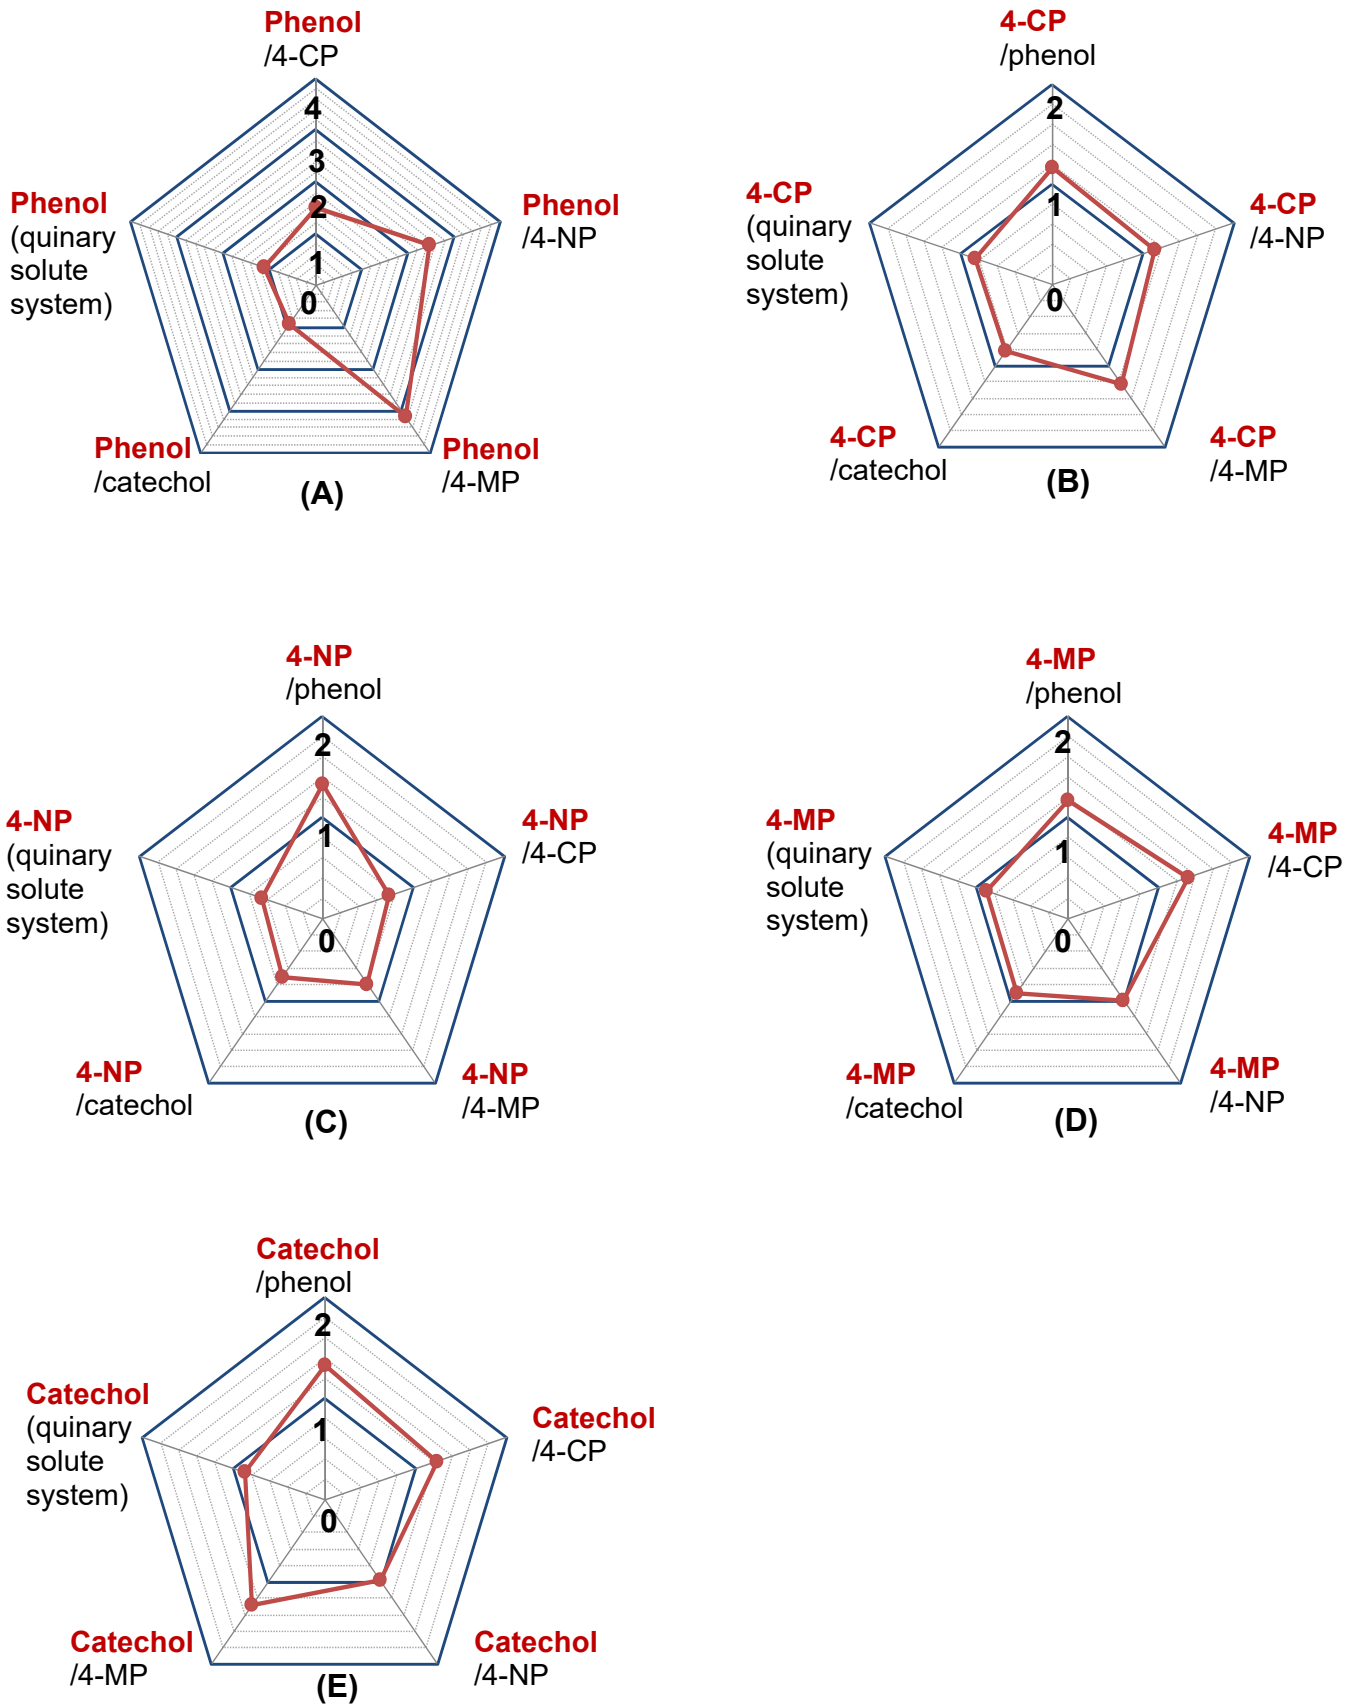 Phenol
/4-CP
4
3
2
1
0
Phenol
/4-NP
Phenol
/4-MP
Phenol
/catechol
Phenol
(quinary
solute
system)
(A)
4-CP
/phenol
2
1
0
4-CP
/4-NP
4-CP
/4-MP
4-CP
/catechol
4-CP
(quinary
solute
system)
(B)
4-NP
/phenol
2
1
0
4-NP
/4-CP
4-NP
/4-MP
4-NP
/catechol
4-NP
(quinary
solute
system)
(C)
4-MP
/phenol
2
1
0
4-MP
/4-CP
4-MP
/4-NP
4-MP
/catechol
4-MP
(quinary
solute
system)
(D)
Catechol
/phenol
2
1
0
Catechol
/4-CP
Catechol
/4-NP
Catechol
/4-MP
Catechol
(quinary
solute
system)
(E)